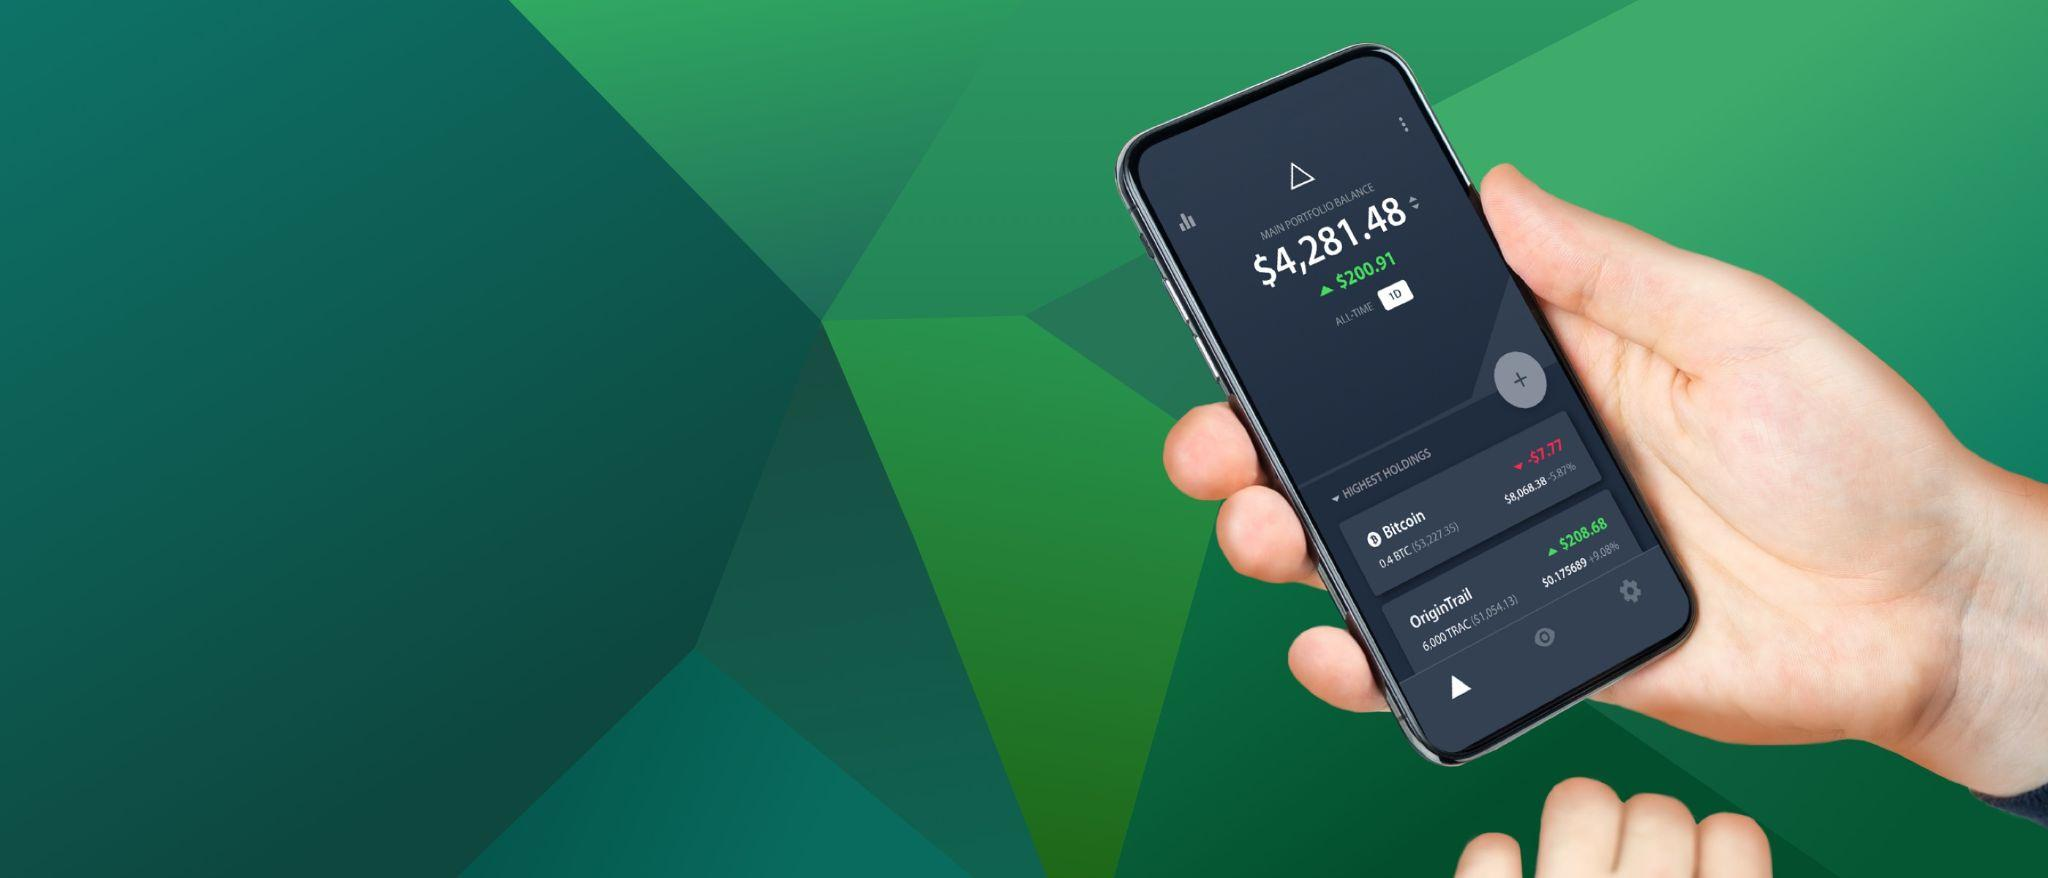 MAIN PORTFOLIO BALANCE
$4,281.48
$200.91
ALL-TIME 1D
HIGHEST HOLDINGS
Bitcoin -$7.77
0.4 BTC ($3,227.35) $8,068.38 -5.87%
OriginTrail $208.68
6,000 TRAC ($1,054.13) $0.175689 +9.08%